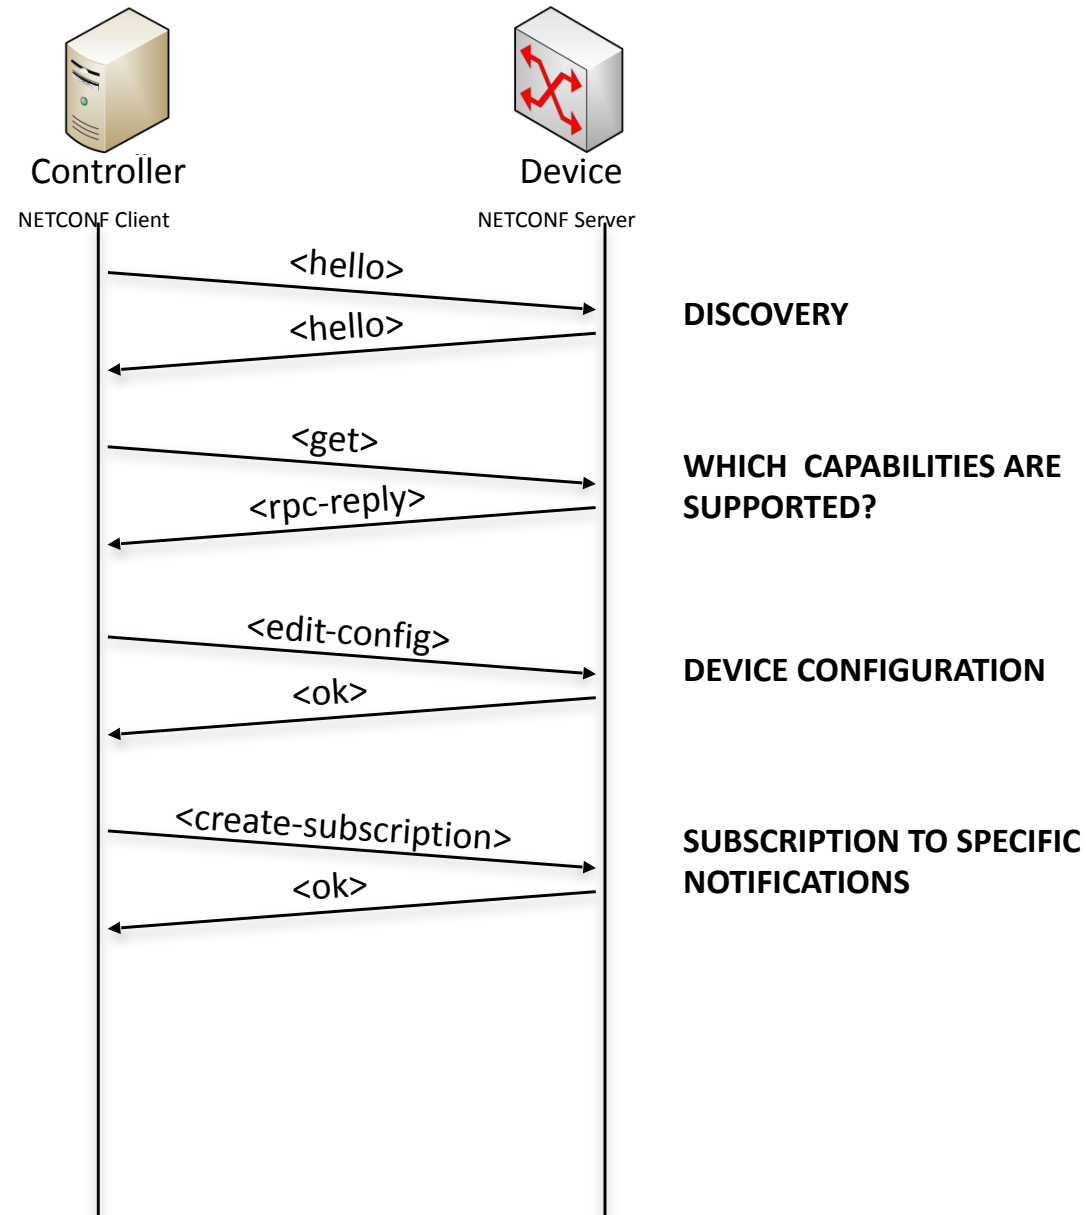 Controller
Device
NETCONF Client
NETCONF Server
<hello>
<hello>
DISCOVERY
<get>
<rpc-reply>
WHICH  CAPABILITIES ARE
SUPPORTED?
<edit-config>
<ok>
DEVICE CONFIGURATION
<create-subscription>
<ok>
SUBSCRIPTION TO SPECIFIC
NOTIFICATIONS